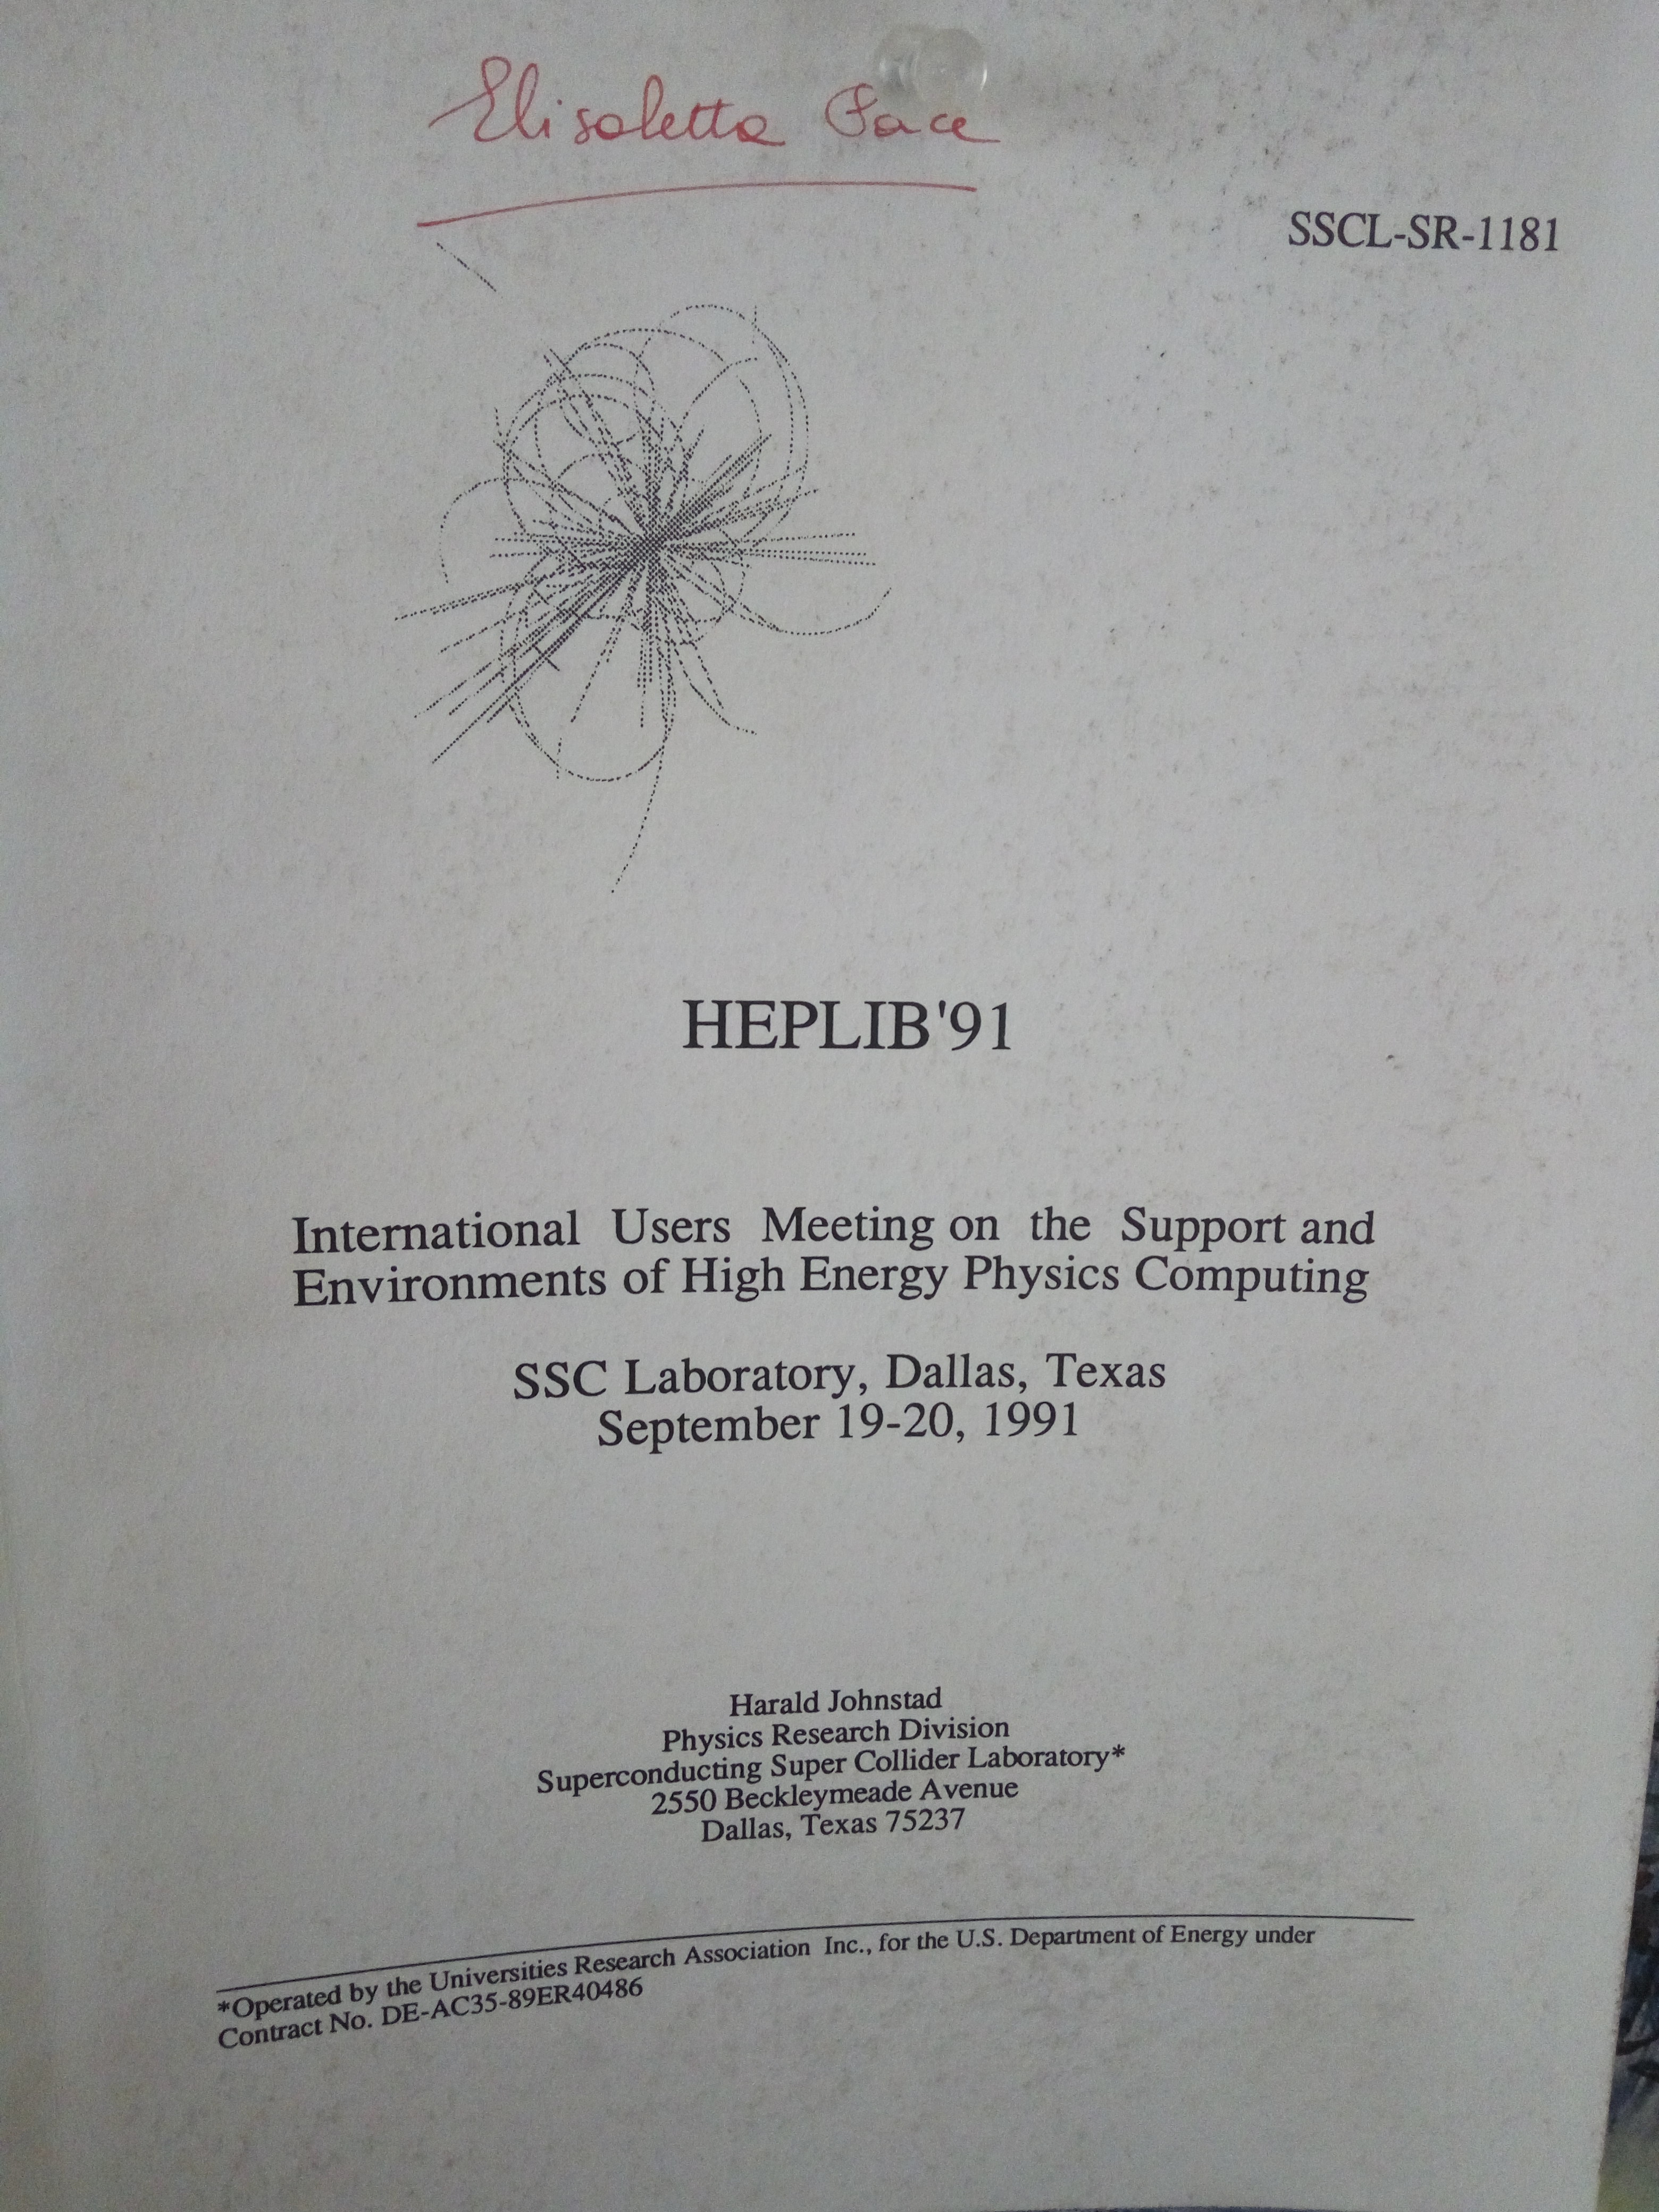 Elisabetta Pace
SSCL-SR-1181
HEPLIB'91
International Users Meeting on the Support and
Environments of High Energy Physics Computing
SSC Laboratory, Dallas, Texas
September 19-20, 1991
Harald Johnstad
Physics Research Division
Superconducting Super Collider Laboratory*
2550 Beckleymeade Avenue
Dallas, Texas 75237
*Operated by the Universities Research Association Inc., for the U.S. Department of Energy under
Contract No. DE-AC35-89ER40486